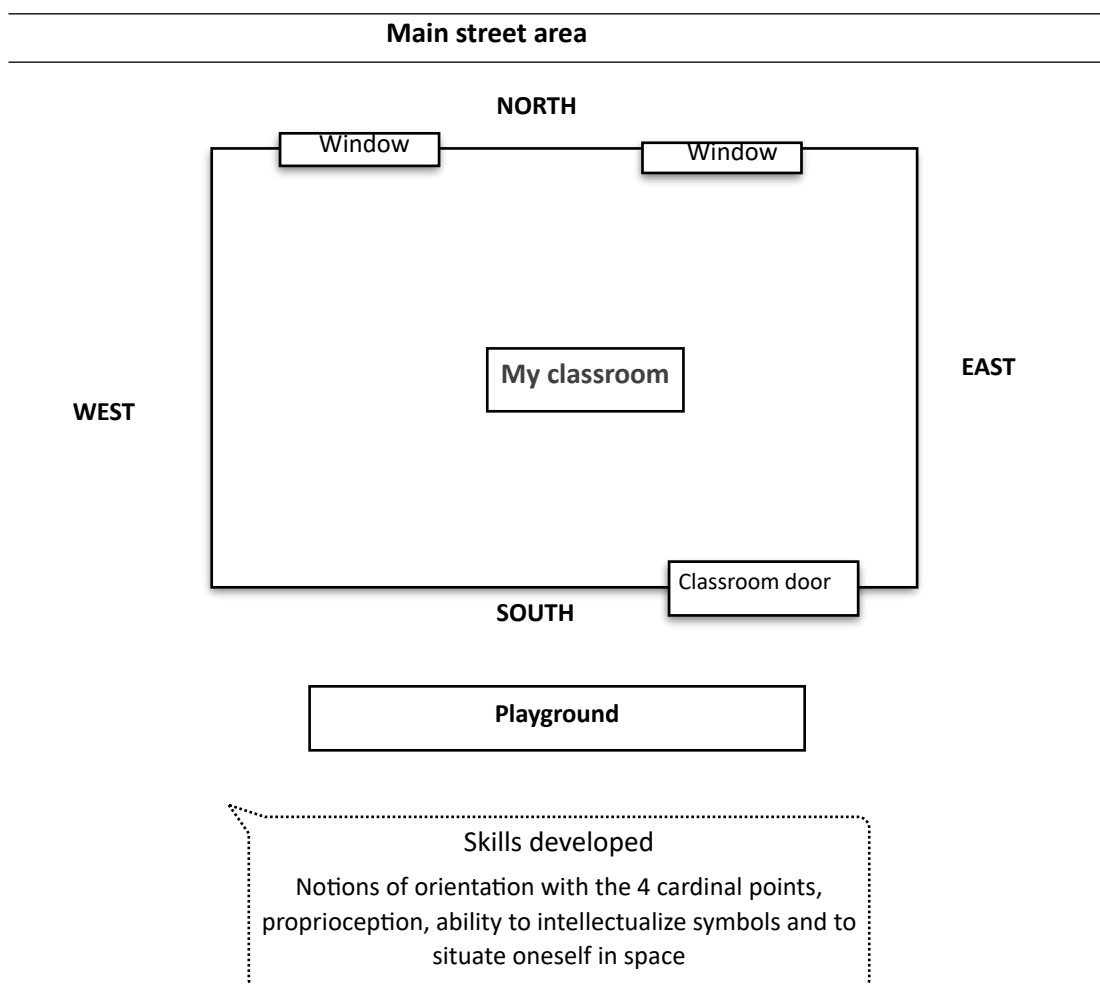 Main street area
NORTH
Window
Window
My classroom
EAST
WEST
Classroom door
SOUTH
Playground
Skills developed
Notions of orientation with the 4 cardinal points,
proprioception, ability to intellectualize symbols and to
situate oneself in space